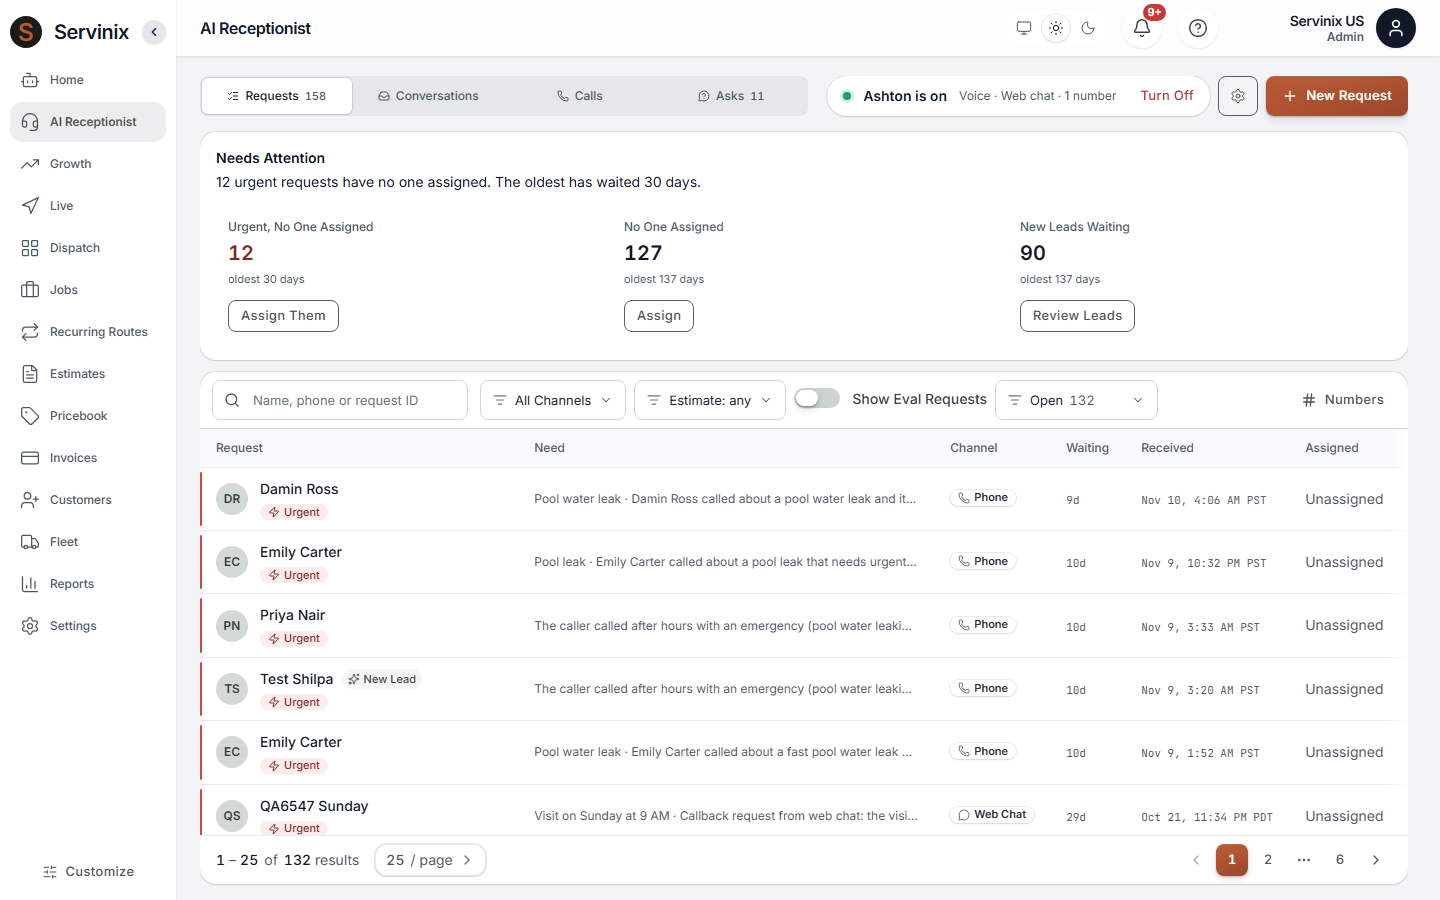 S Servinix
AI Receptionist
9+
Servinix US
Admin
Home
AI Receptionist
Growth
Live
Dispatch
Jobs
Recurring Routes
Estimates
Pricebook
Invoices
Customers
Fleet
Reports
Settings
Customize
Requests 158
Conversations
Calls
Asks 11
Ashton is on Voice · Web chat · 1 number Turn Off
+ New Request
Needs Attention
12 urgent requests have no one assigned. The oldest has waited 30 days.
Urgent, No One Assigned
12
oldest 30 days
Assign Them
No One Assigned
127
oldest 137 days
Assign
New Leads Waiting
90
oldest 137 days
Review Leads
Name, phone or request ID
All Channels
Estimate: any
Show Eval Requests
Open 132
# Numbers
Request Need Channel Waiting Received Assigned
DR Damin Ross Pool water leak · Damin Ross called about a pool water leak and it... Phone 9d Nov 10, 4:06 AM PST Unassigned
Urgent
EC Emily Carter Pool leak · Emily Carter called about a pool leak that needs urgent... Phone 10d Nov 9, 10:32 PM PST Unassigned
Urgent
PN Priya Nair The caller called after hours with an emergency (pool water leaki... Phone 10d Nov 9, 3:33 AM PST Unassigned
Urgent
TS Test Shilpa New Lead The caller called after hours with an emergency (pool water leaki... Phone 10d Nov 9, 3:20 AM PST Unassigned
Urgent
EC Emily Carter Pool water leak · Emily Carter called about a fast pool water leak ... Phone 10d Nov 9, 1:52 AM PST Unassigned
Urgent
QS QA6547 Sunday Visit on Sunday at 9 AM · Callback request from web chat: the visi... Web Chat 29d Oct 21, 11:34 PM PDT Unassigned
Urgent
1 – 25 of 132 results
25 / page
1 2 ••• 6